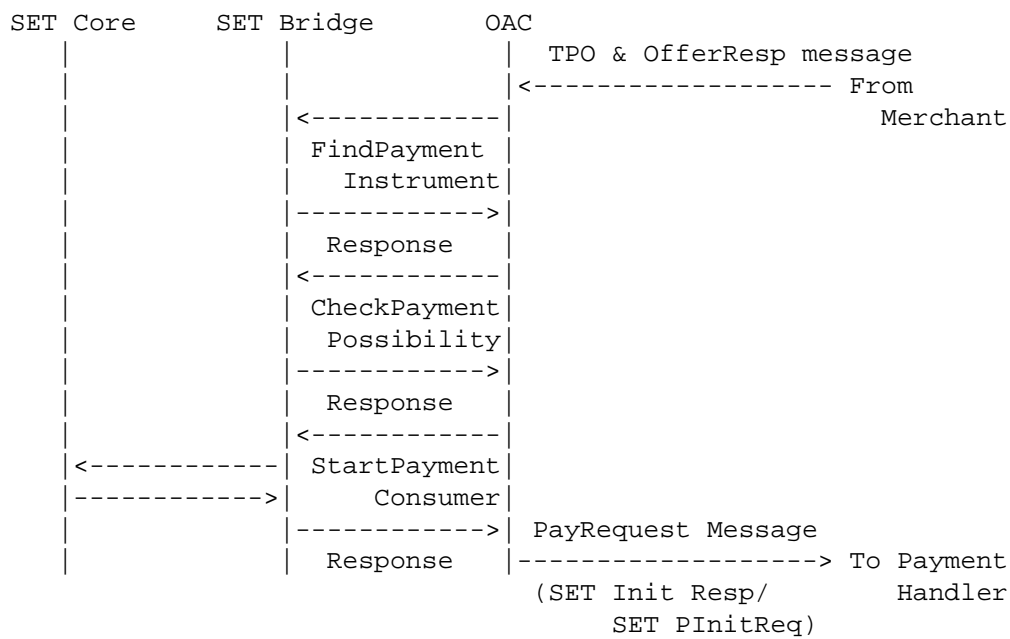 SET Core     SET Bridge       OAC
   |             |             |  TPO & OfferResp message
   |             |             |<------------------- From
   |             |<------------|                       Merchant
   |             | FindPayment |
   |             |   Instrument|
   |             |------------>|
   |             |  Response   |
   |             |<------------|
   |             | CheckPayment|
   |             |  Possibility|
   |             |------------>|
   |             |  Response   |
   |             |<------------|
   |<------------| StartPayment|
   |------------>|     Consumer|
   |             |------------>| PayRequest Message
   |             |  Response   |-------------------> To Payment
                                 (SET Init Resp/        Handler
                                      SET PInitReq)